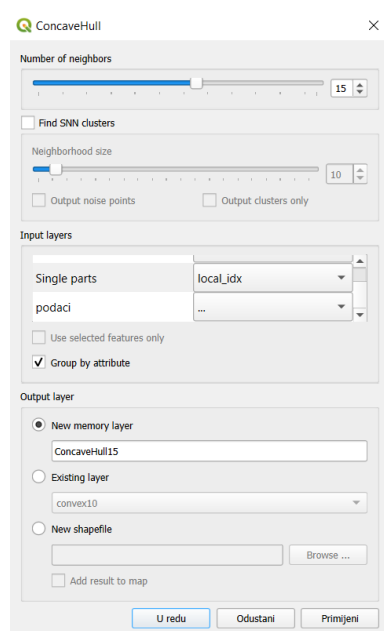 ConcaveHull
Number of neighbors
15
Find SNN clusters
Neighborhood size
10
Output noise points Output clusters only
Input layers
Single parts local_idx
podaci ...
Use selected features only
Group by attribute
Output layer
New memory layer
ConcaveHull15
Existing layer
convex10
New shapefile
Browse ...
Add result to map
U redu Odustani Primijeni